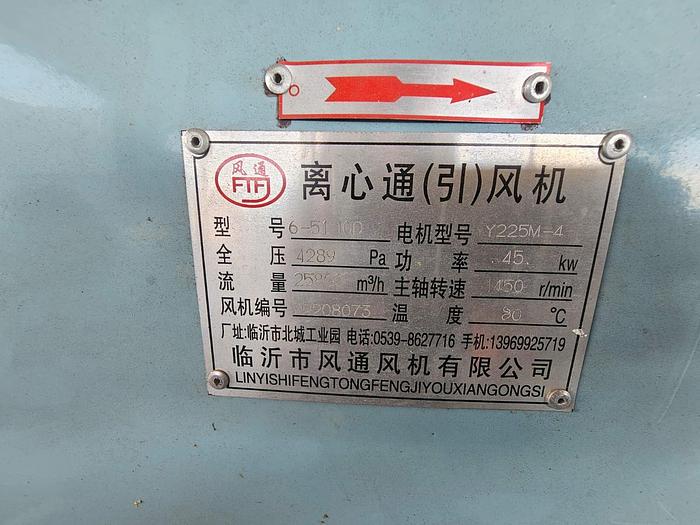 风通
FTFJ
离心通(引)风机
型 号 6-51 10D 电机型号 Y225M-4
全 压 4289 Pa 功 率 45 kw
流 量 m³/h 主轴转速 1450 r/min
风机编号 温 度 80 ℃
厂址:临沂市北城工业园 电话:0539-8627716 手机:13969925719
临沂市风通风机有限公司
LINYISHIFENGTONGFENGJIYOUXIANGONGSI